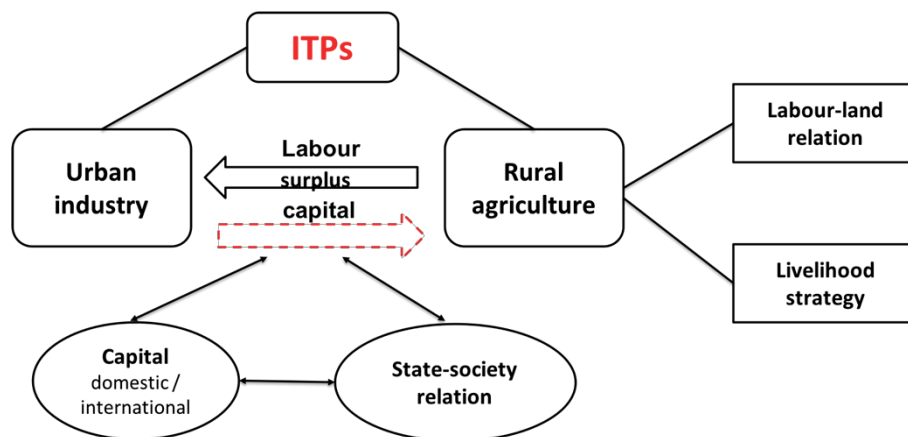 ITPs
Urban
industry
Labour
surplus
capital
Rural
agriculture
Labour-land
relation
Livelihood
strategy
Capital
domestic /
international
State-society
relation